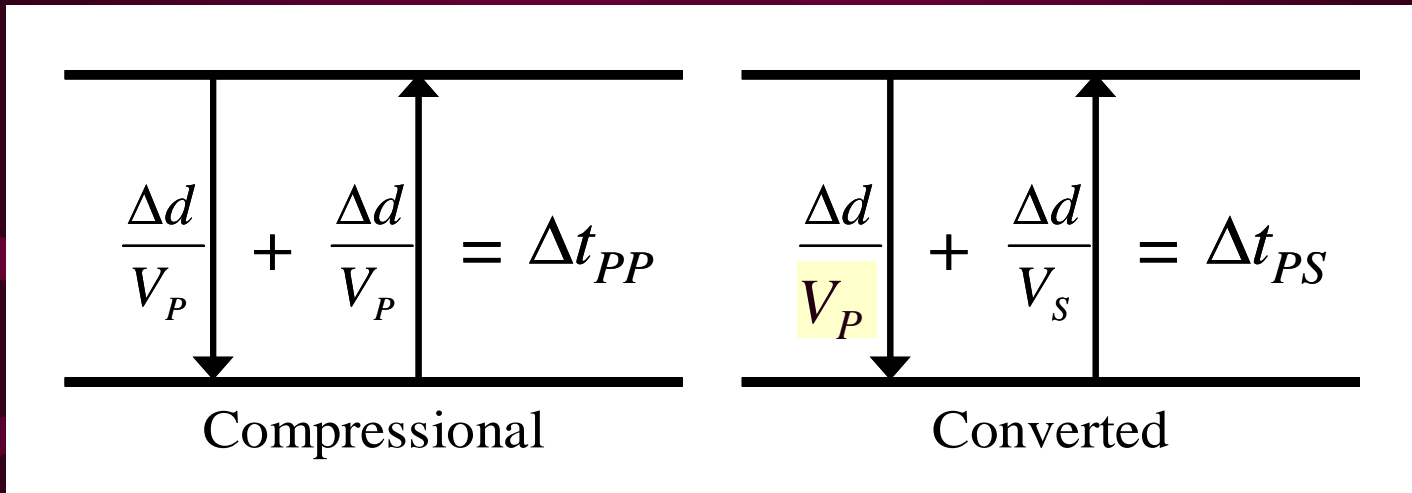 Δd/V_P + Δd/V_P = Δt_PP
Δd/V_P + Δd/V_S = Δt_PS
Compressional
Converted